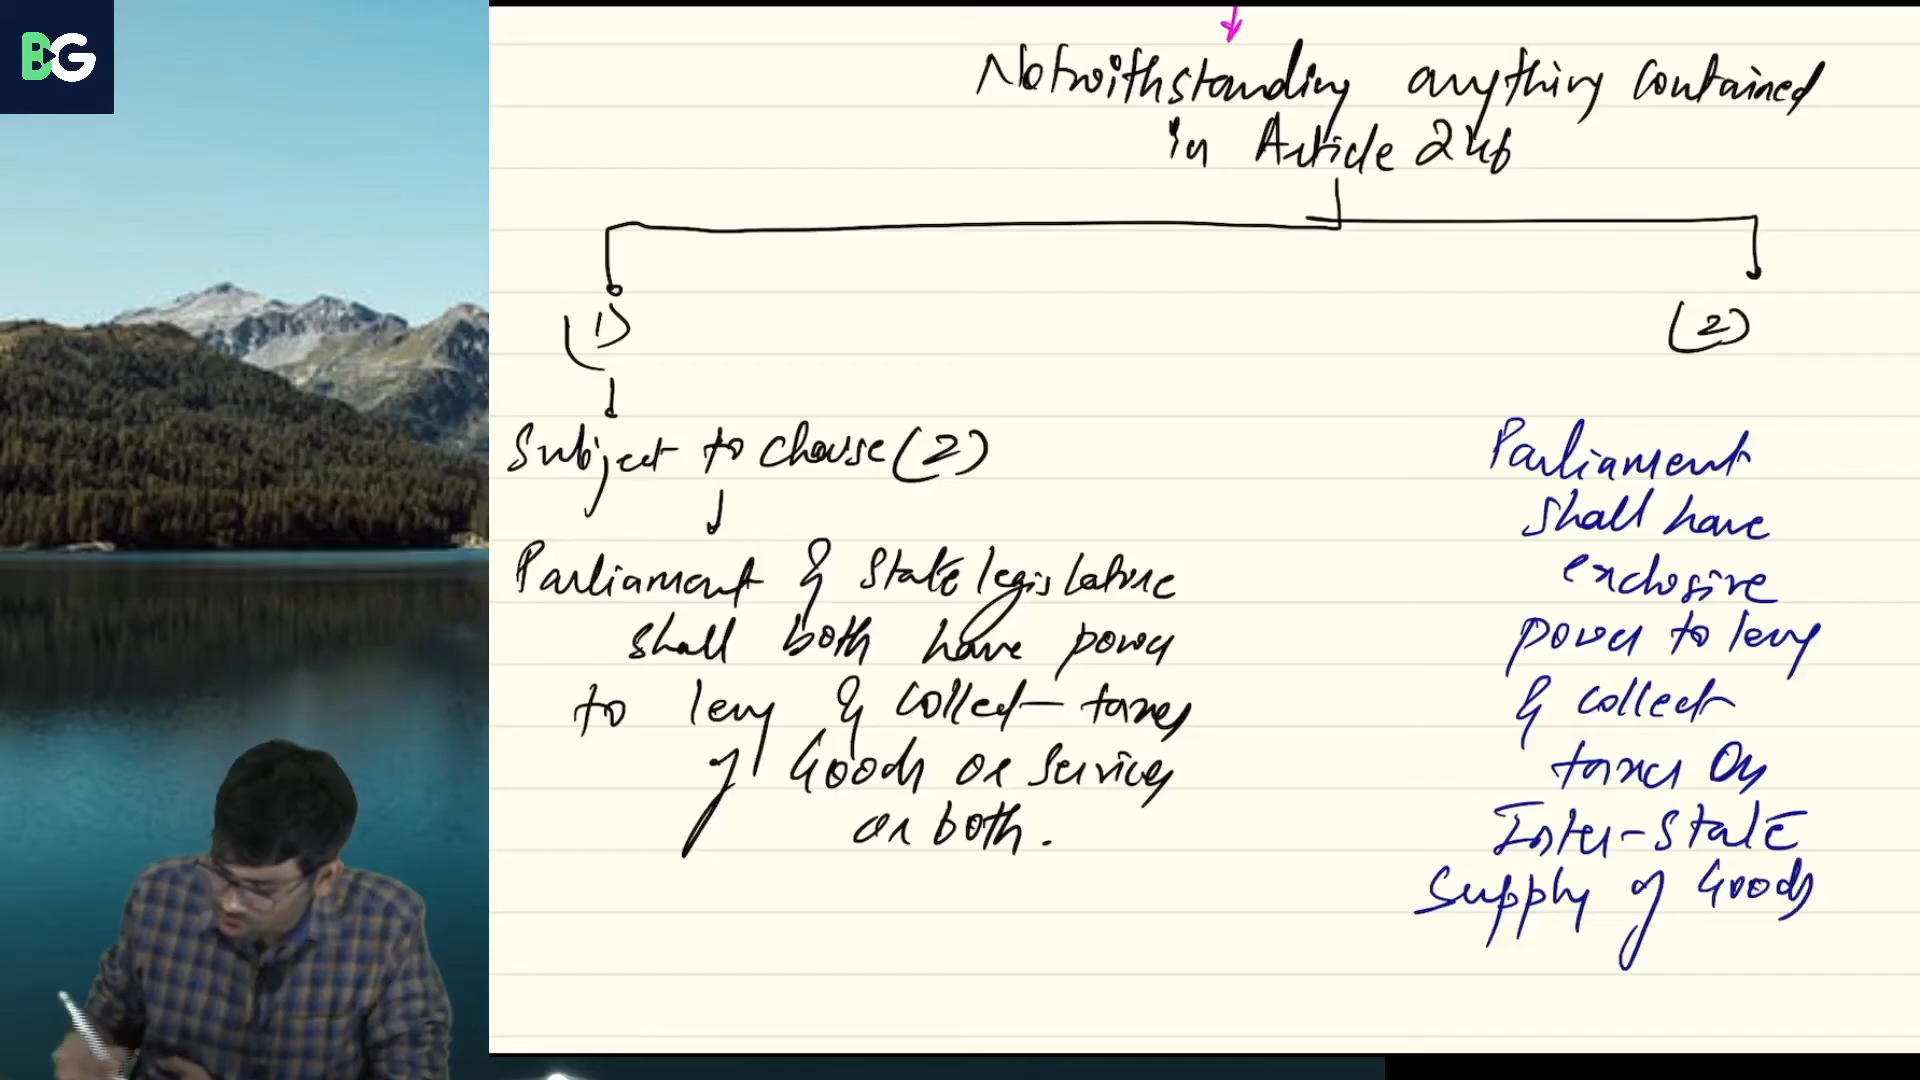 BG
Notwithstanding anything contained
in Article 246
(1)
(2)
Subject to Clause (2)
Parliament & State legislature
shall both have power
to levy & collect taxes
of Goods or Services
or both.
Parliament
shall have
exclusive
power to levy
& collect
taxes On
Inter-State
Supply of Goods